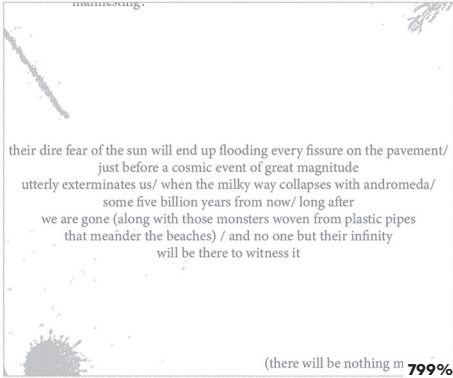 manifesting.
their dire fear of the sun will end up flooding every fissure on the pavement/
just before a cosmic event of great magnitude
utterly exterminates us/ when the milky way collapses with andromeda/
some five billion years from now/ long after
we are gone (along with those monsters woven from plastic pipes
that meander the beaches) / and no one but their infinity
will be there to witness it
(there will be nothing
799%